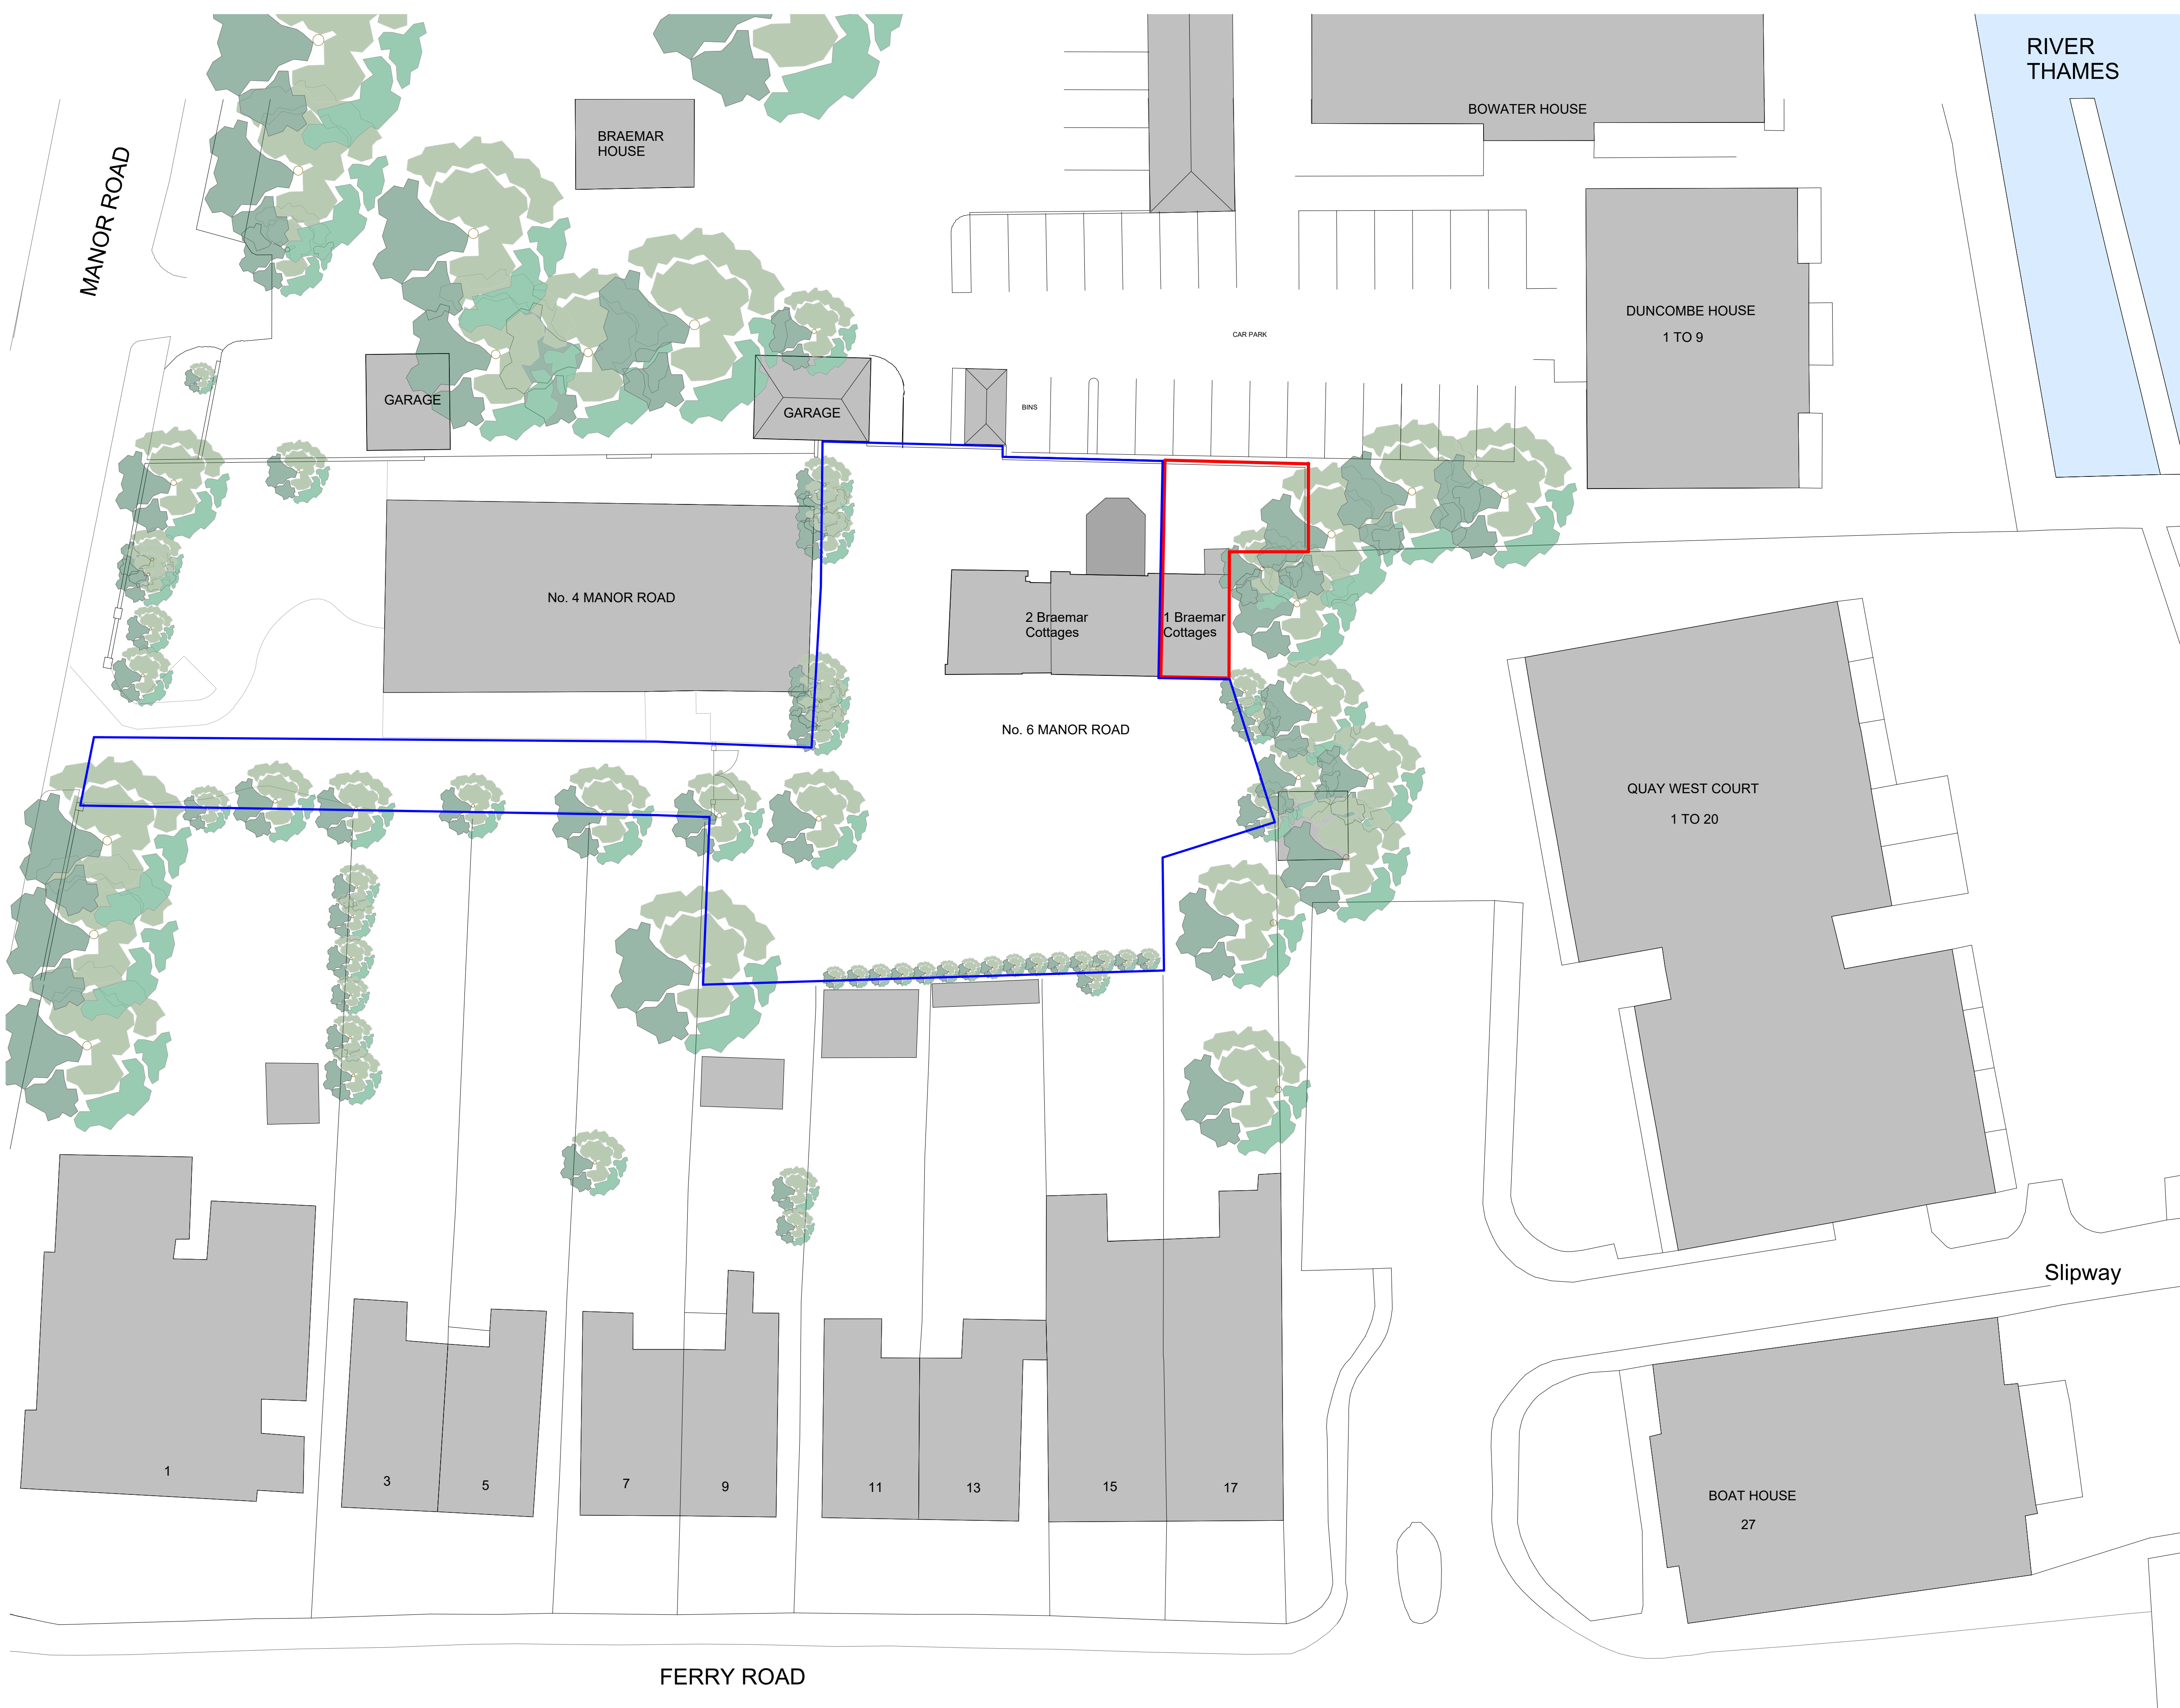 RIVER
THAMES
BOWATER HOUSE
BRAEMAR
HOUSE
MANOR ROAD
DUNCOMBE HOUSE
1 TO 9
CAR PARK
GARAGE
GARAGE
BINS
No. 4 MANOR ROAD
2 Braemar
Cottages
1 Braemar
Cottages
No. 6 MANOR ROAD
QUAY WEST COURT
1 TO 20
Slipway
1
3
5
7
9
11
13
15
17
BOAT HOUSE
27
FERRY ROAD